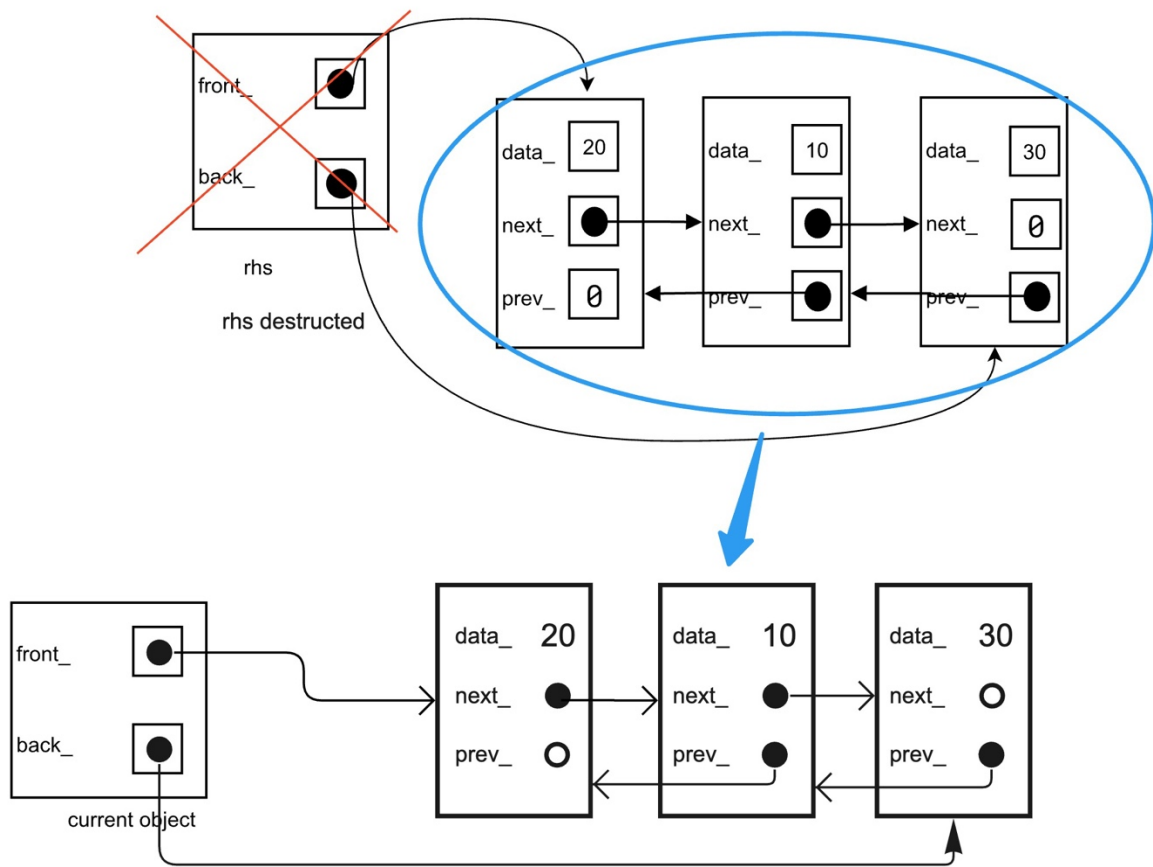 front_
back_
rhs
rhs destructed
data_ 20
next_
prev_ 0
data_ 10
next_
prev_
data_ 30
next_ 0
prev_
front_
back_
current object
data_ 20
next_
prev_
data_ 10
next_
prev_
data_ 30
next_
prev_